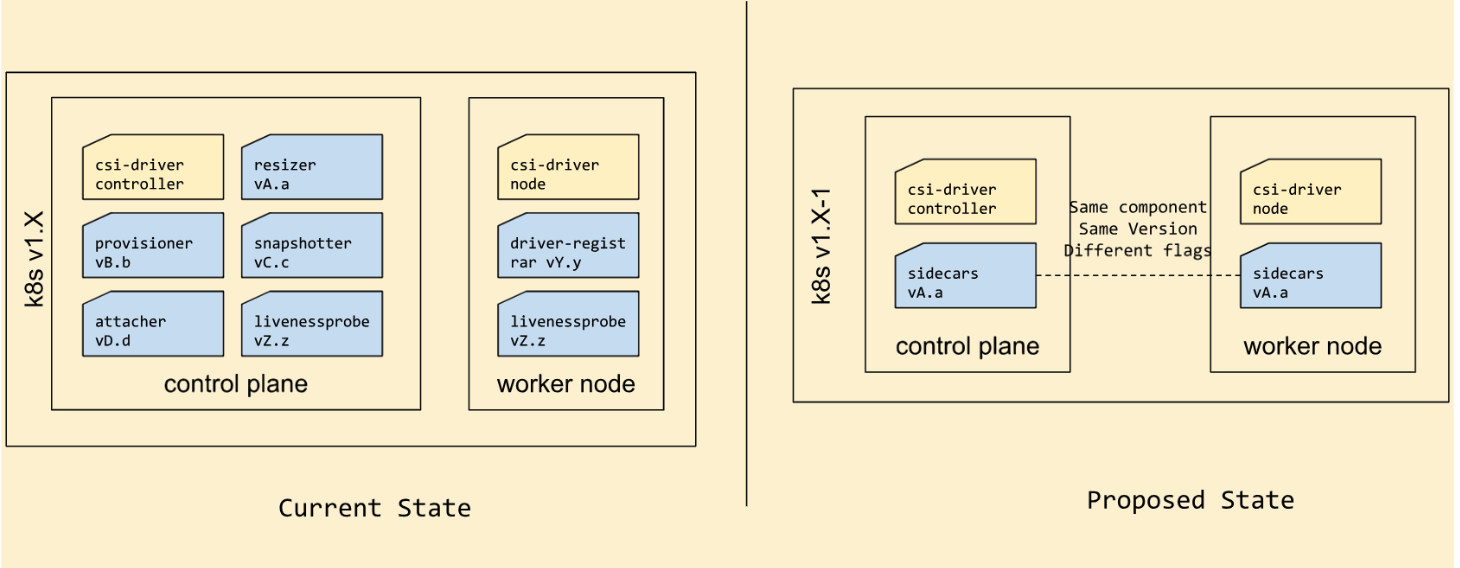 k8s v1.X
csi-driver
controller
resizer
vA.a
provisioner
vB.b
snapshotter
vC.c
attacher
vD.d
livenessprobe
vZ.z
control plane
csi-driver
node
driver-regist
rar vY.y
livenessprobe
vZ.z
worker node
Current State
k8s v1.X-1
csi-driver
controller
sidecars
vA.a
control plane
Same component
Same Version
Different flags
csi-driver
node
sidecars
vA.a
worker node
Proposed State